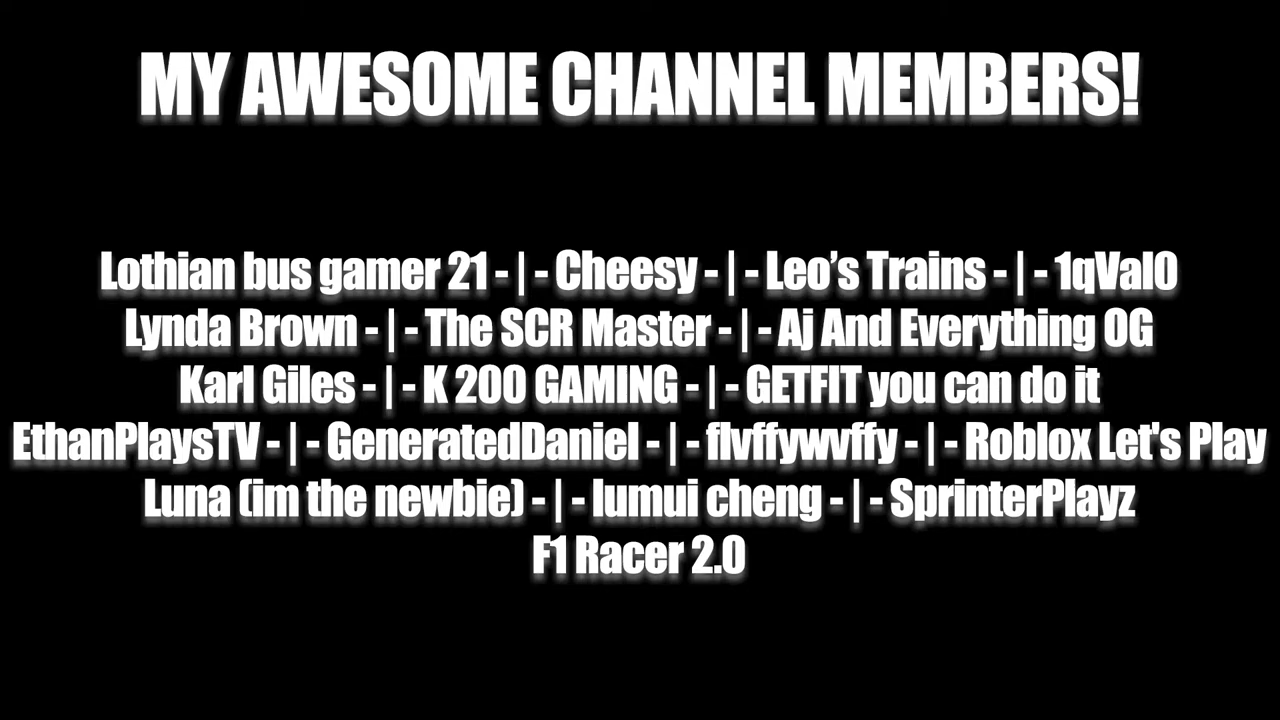 MY AWESOME CHANNEL MEMBERS!
Lothian bus gamer 21 - | - Cheesy - | - Leo’s Trains - | - 1qVal0
Lynda Brown - | - The SCR Master - | - Aj And Everything OG
Karl Giles - | - K 200 GAMING - | - GETFIT you can do it
EthanPlaysTV - | - GeneratedDaniel - | - flvffywvffy - | - Roblox Let's Play
Luna (im the newbie) - | - lumui cheng - | - SprinterPlayz
F1 Racer 2.0